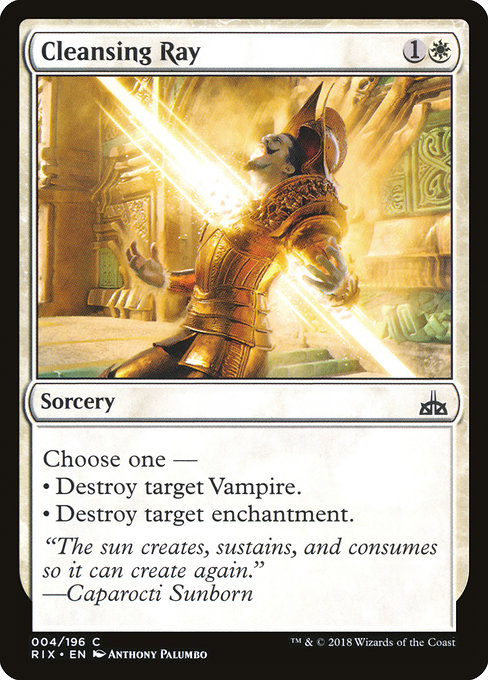 Cleansing Ray 1
Sorcery
Choose one —
• Destroy target Vampire.
• Destroy target enchantment.
“The sun creates, sustains, and consumes
so it can create again.”
—Caparocti Sunborn
004/196 C
RIX • EN Anthony Palumbo
™ & © 2018 Wizards of the Coast